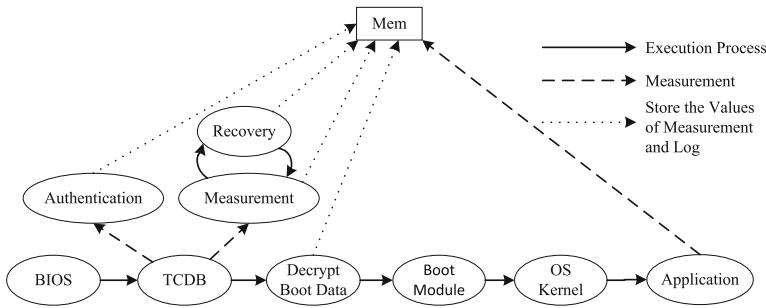 Mem
Execution Process
Measurement
Store the Values
of Measurement
and Log
Recovery
Authentication
Measurement
BIOS
TCDB
Decrypt
Boot Data
Boot
Module
OS
Kernel
Application